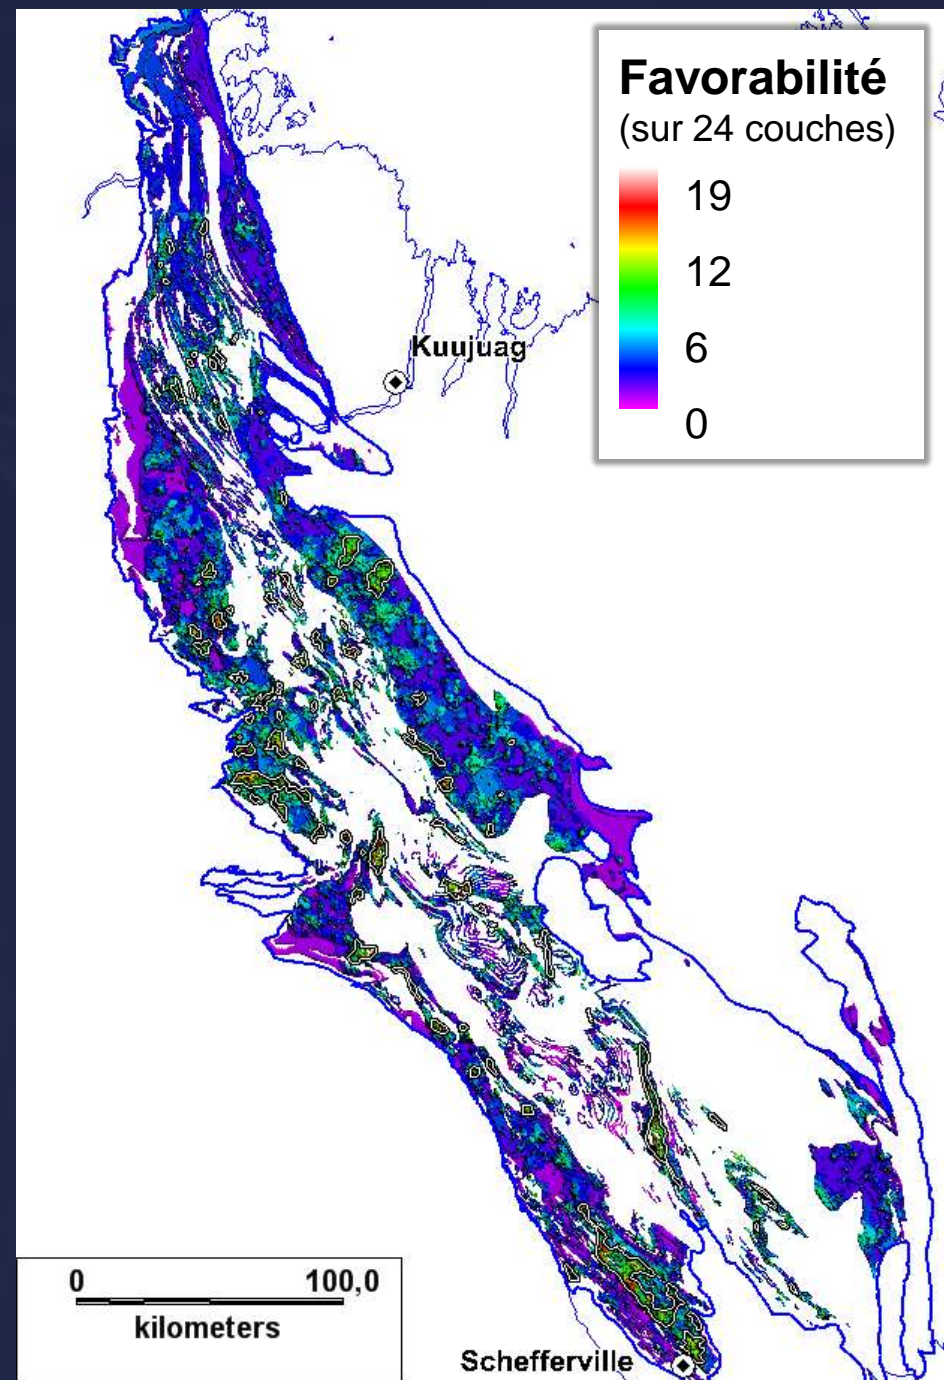 Favorabilité
(sur 24 couches)
19
12
6
0
Kuujuag
0 100,0
kilometers
Schefferville